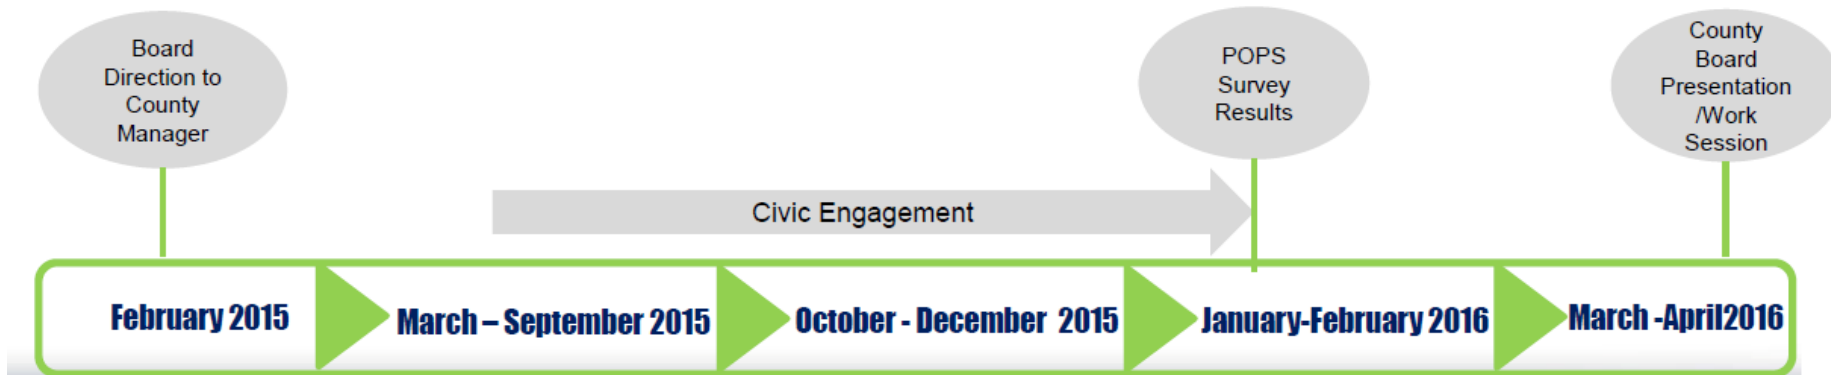 Board
Direction to
County
Manager
POPS
Survey
Results
County
Board
Presentation
/Work
Session
Civic Engagement
February 2015
March – September 2015
October - December 2015
January-February 2016
March -April2016